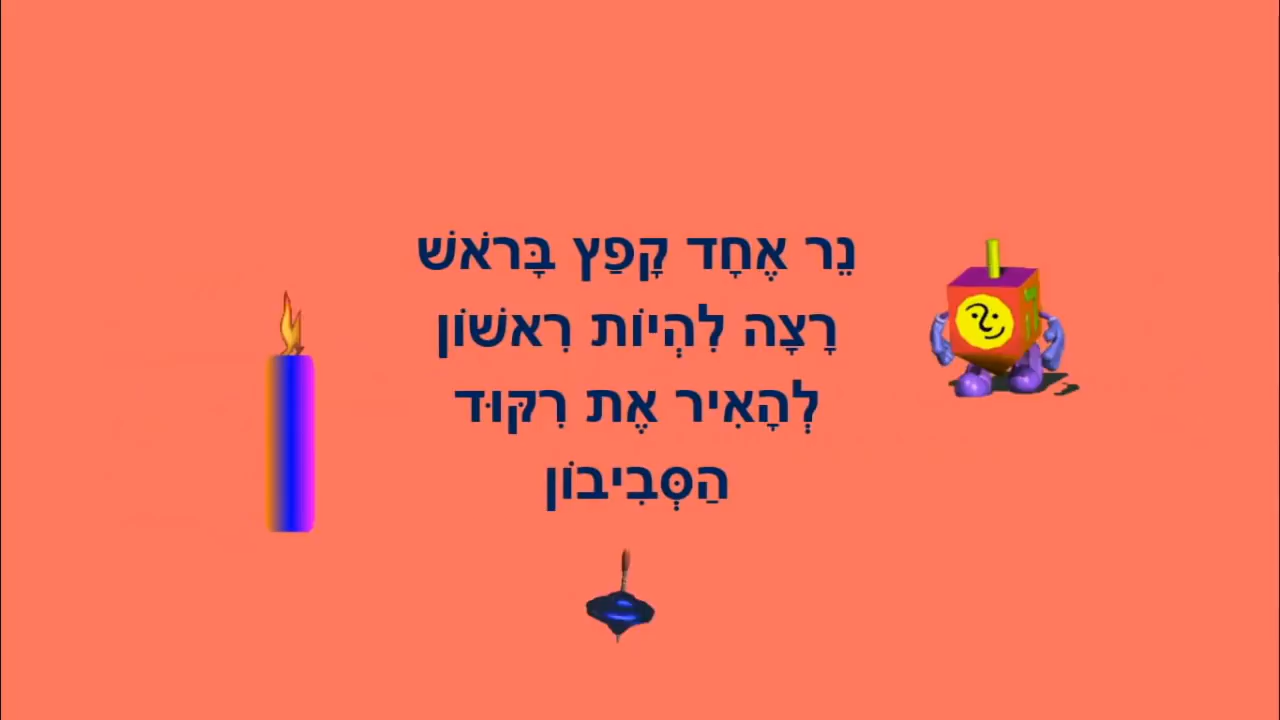 נֵר אֶחָד קָפַץ בָּרֹאשׁ
רָצָה לִהְיוֹת רִאשׁוֹן
לְהָאִיר אֶת רִקּוּד
הַסְּבִיבוֹן